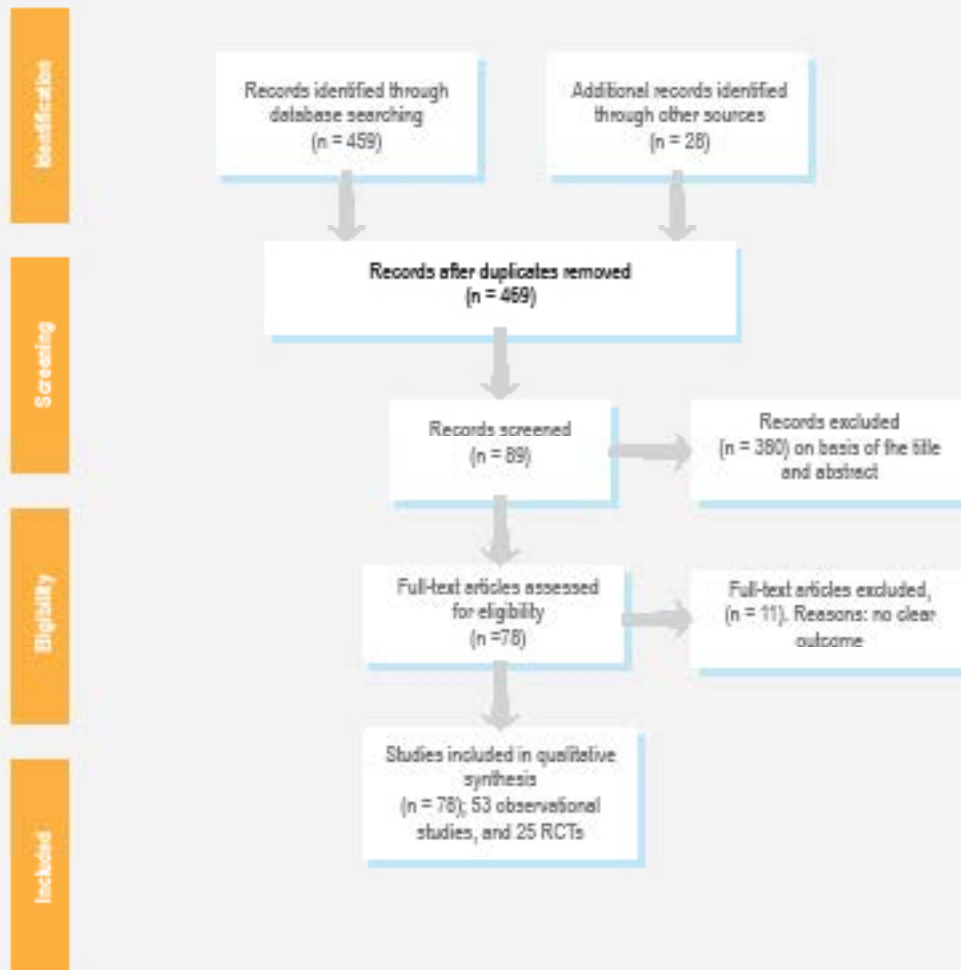 Identification
Records identified through
database searching
(n = 459)
Additional records identified
through other sources
(n = 28)
Records after duplicates removed
(n = 469)
Screening
Records screened
(n = 89)
Records excluded
(n = 380) on basis of the title
and abstract
Eligibility
Full-text articles assessed
for eligibility
(n =78)
Full-text articles excluded,
(n = 11). Reasons: no clear
outcome
Included
Studies included in qualitative
synthesis
(n = 78); 53 observational
studies, and 25 RCTs